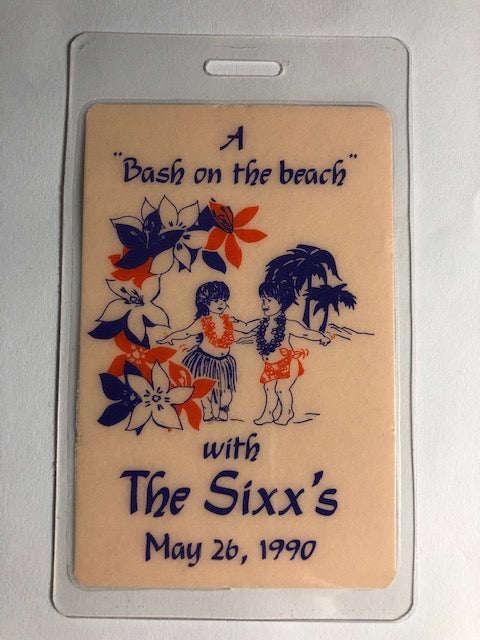 A
"Bash on the beach"
with
The Sixx's
May 26, 1990